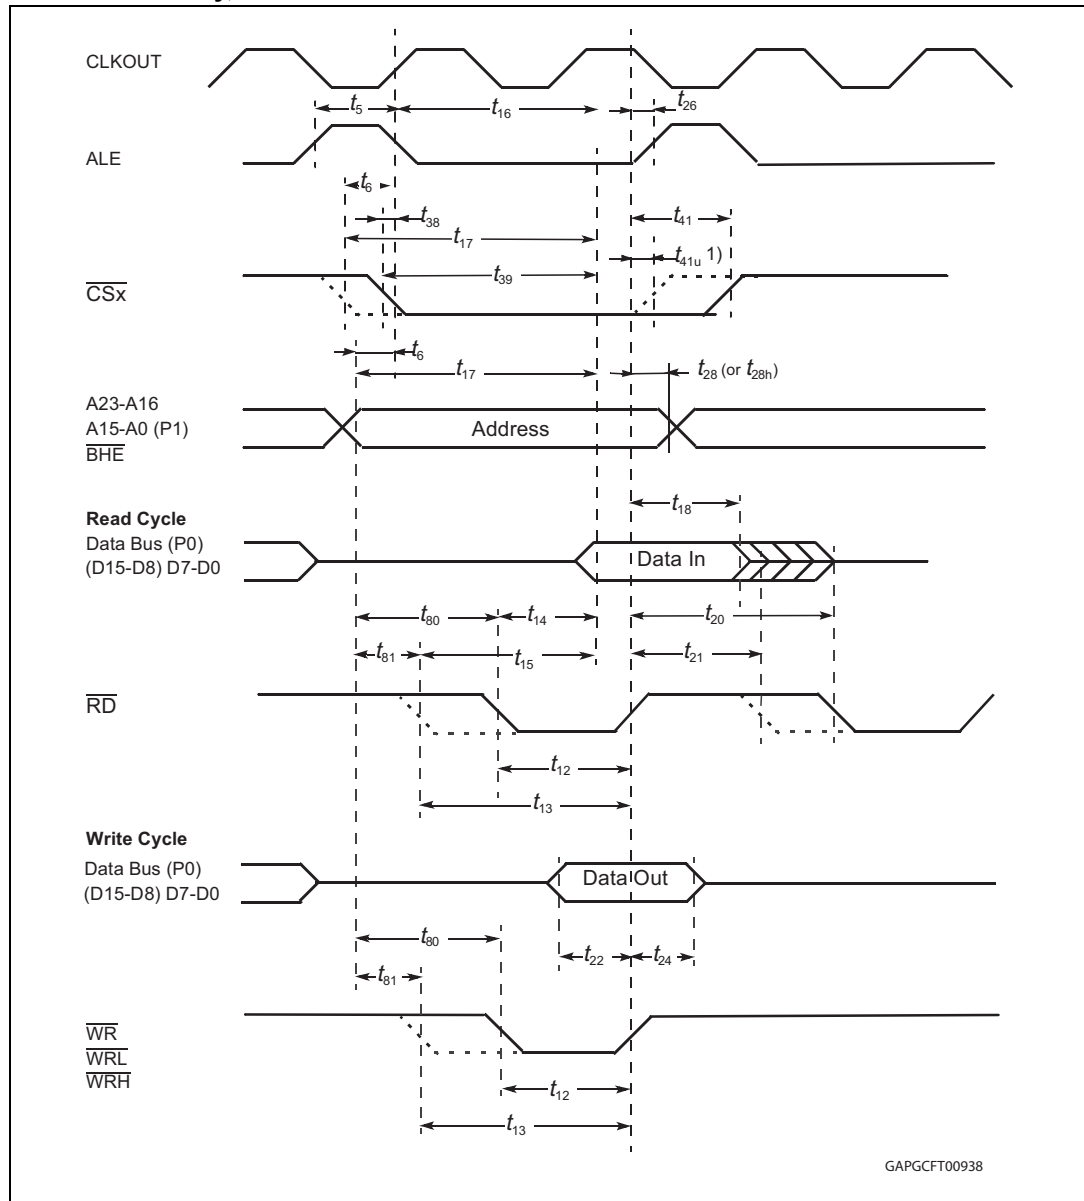 CLKOUT
t5
t16
t26
ALE
t6
t38
t41
t17
t41u 1)
t39
CSx
t6
t17
t28 (or t28h)
A23-A16
A15-A0 (P1)
Address
BHE
t18
Read Cycle
Data Bus (P0)
Data In
(D15-D8) D7-D0
t80
t14
t20
t81
t15
t21
RD
t12
t13
Write Cycle
Data Bus (P0)
Data Out
(D15-D8) D7-D0
t80
t22
t24
t81
WR
WRL
WRH
t12
t13
GAPGCFT00938